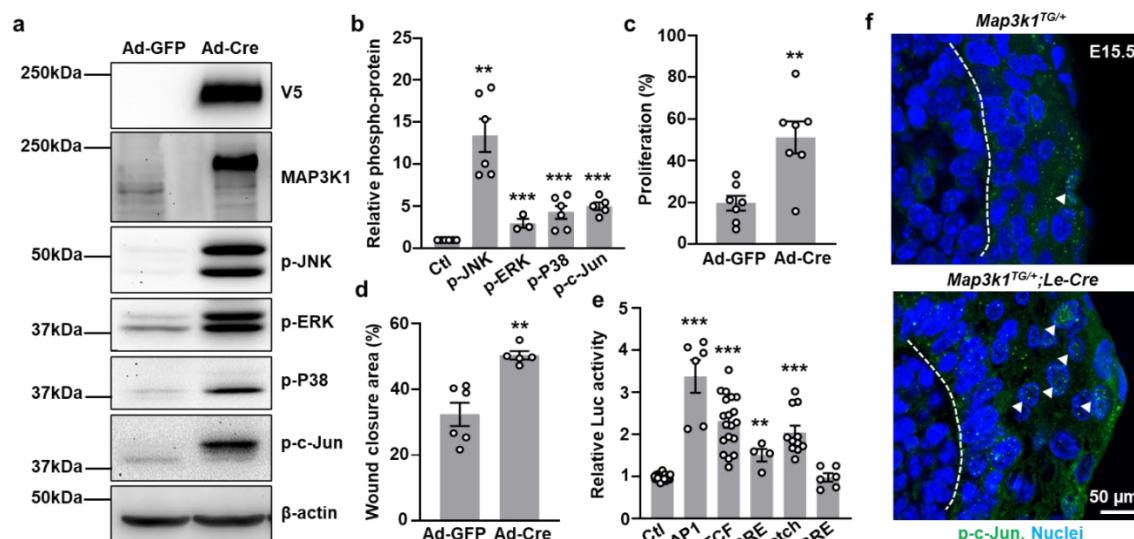 a
Ad-GFP Ad-Cre
250kDa
V5
250kDa
MAP3K1
50kDa
p-JNK
37kDa
p-ERK
37kDa
p-P38
37kDa
p-c-Jun
50kDa
β-actin
b
Relative phospho-protein
25
20
15
10
5
0
**
***
***
***
Ctl
p-JNK
p-ERK
p-P38
p-c-Jun
c
Proliferation (%)
100
80
60
40
20
0
**
Ad-GFP Ad-Cre
d
Wound closure area (%)
60
40
20
0
**
Ad-GFP Ad-Cre
e
Relative Luc activity
5
4
3
2
1
0
***
***
**
***
Ctl
AP1
f
Map3k1TG/+
E15.5
Map3k1TG/+;Le-Cre
50 µm
p-c-Jun, Nuclei